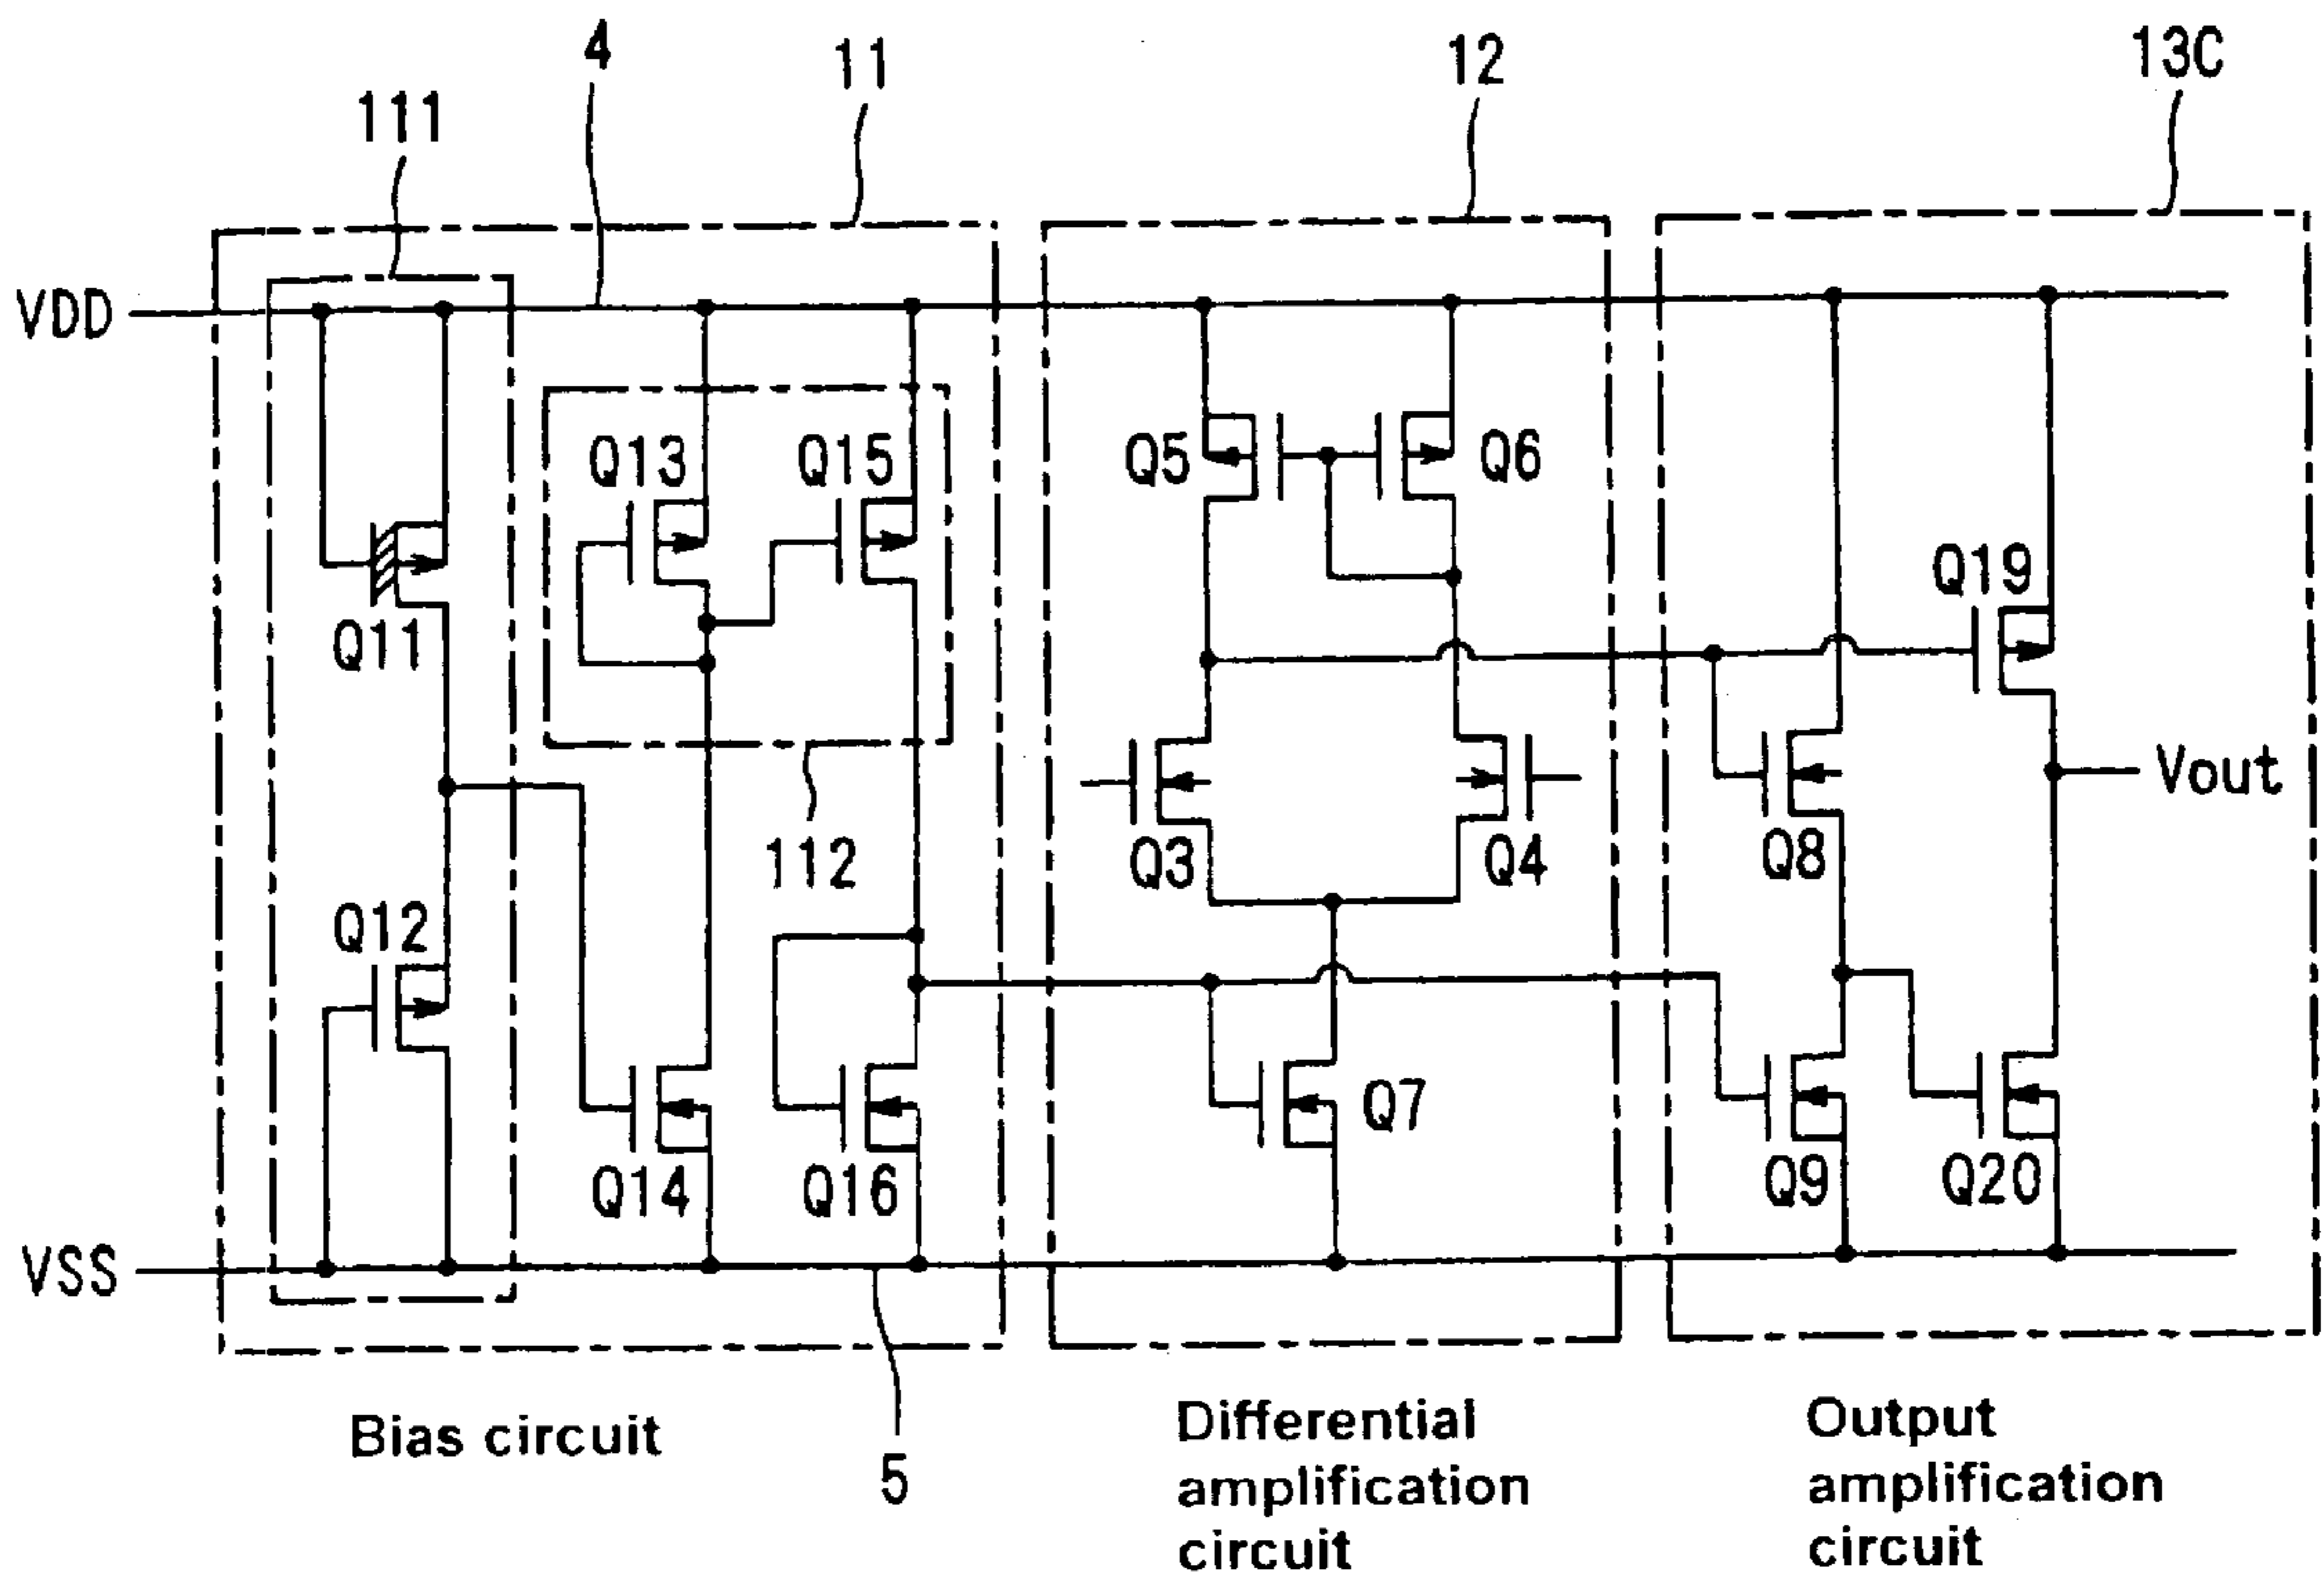 4
11
12
13C
111
VDD
Q13
Q15
Q5
Q6
Q19
Q11
Vout
Q3
Q4
Q8
112
Q12
Q7
Q14
Q16
Q9
Q20
VSS
5
Bias circuit
Differential
amplification
circuit
Output
amplification
circuit